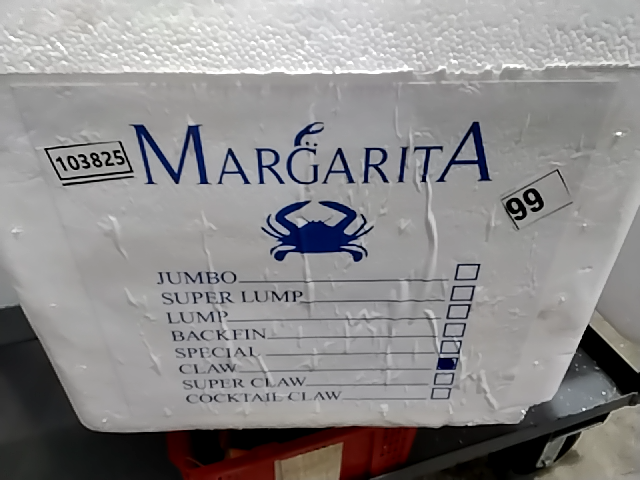 MARGARITA
103825
99
JUMBO
SUPER LUMP
LUMP
BACKFIN
SPECIAL
CLAW
SUPER CLAW
COCKTAIL CLAW